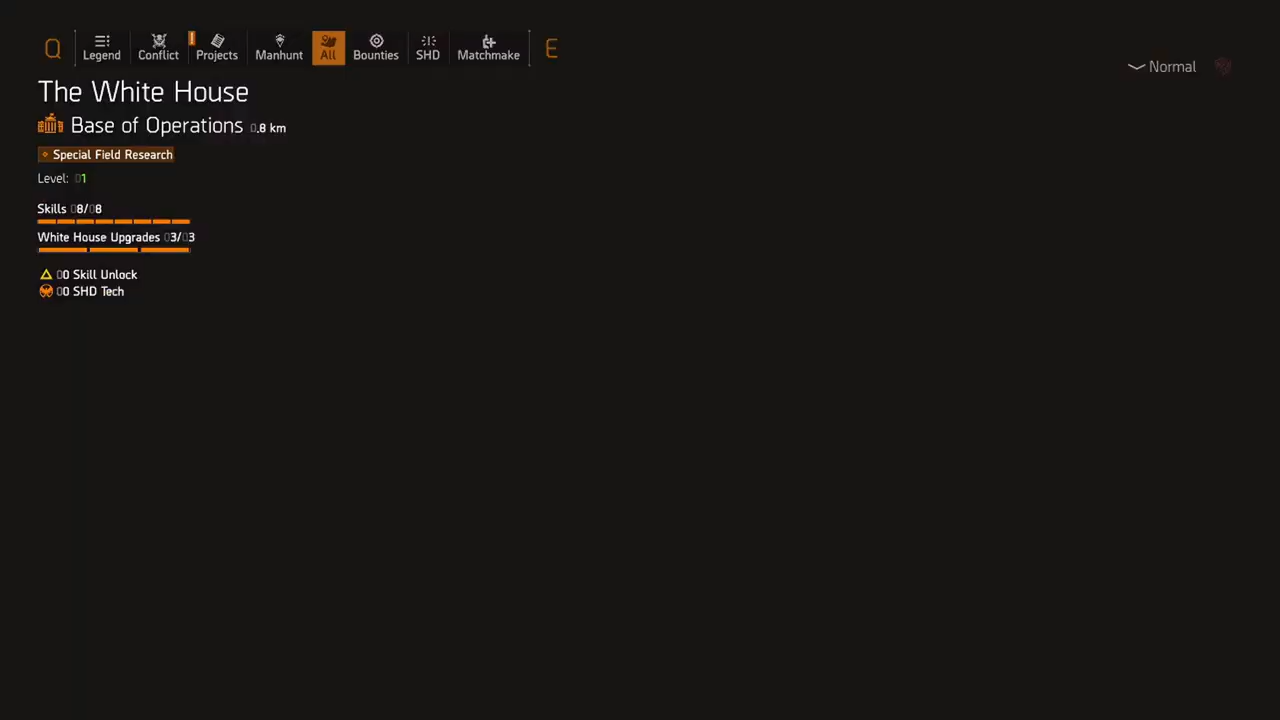 Q Legend Conflict Projects Manhunt All Bounties SHD Matchmake E
Normal
The White House
Base of Operations 0.8 km
Special Field Research
Level: 01
Skills 08/08
White House Upgrades 03/03
00 Skill Unlock
00 SHD Tech